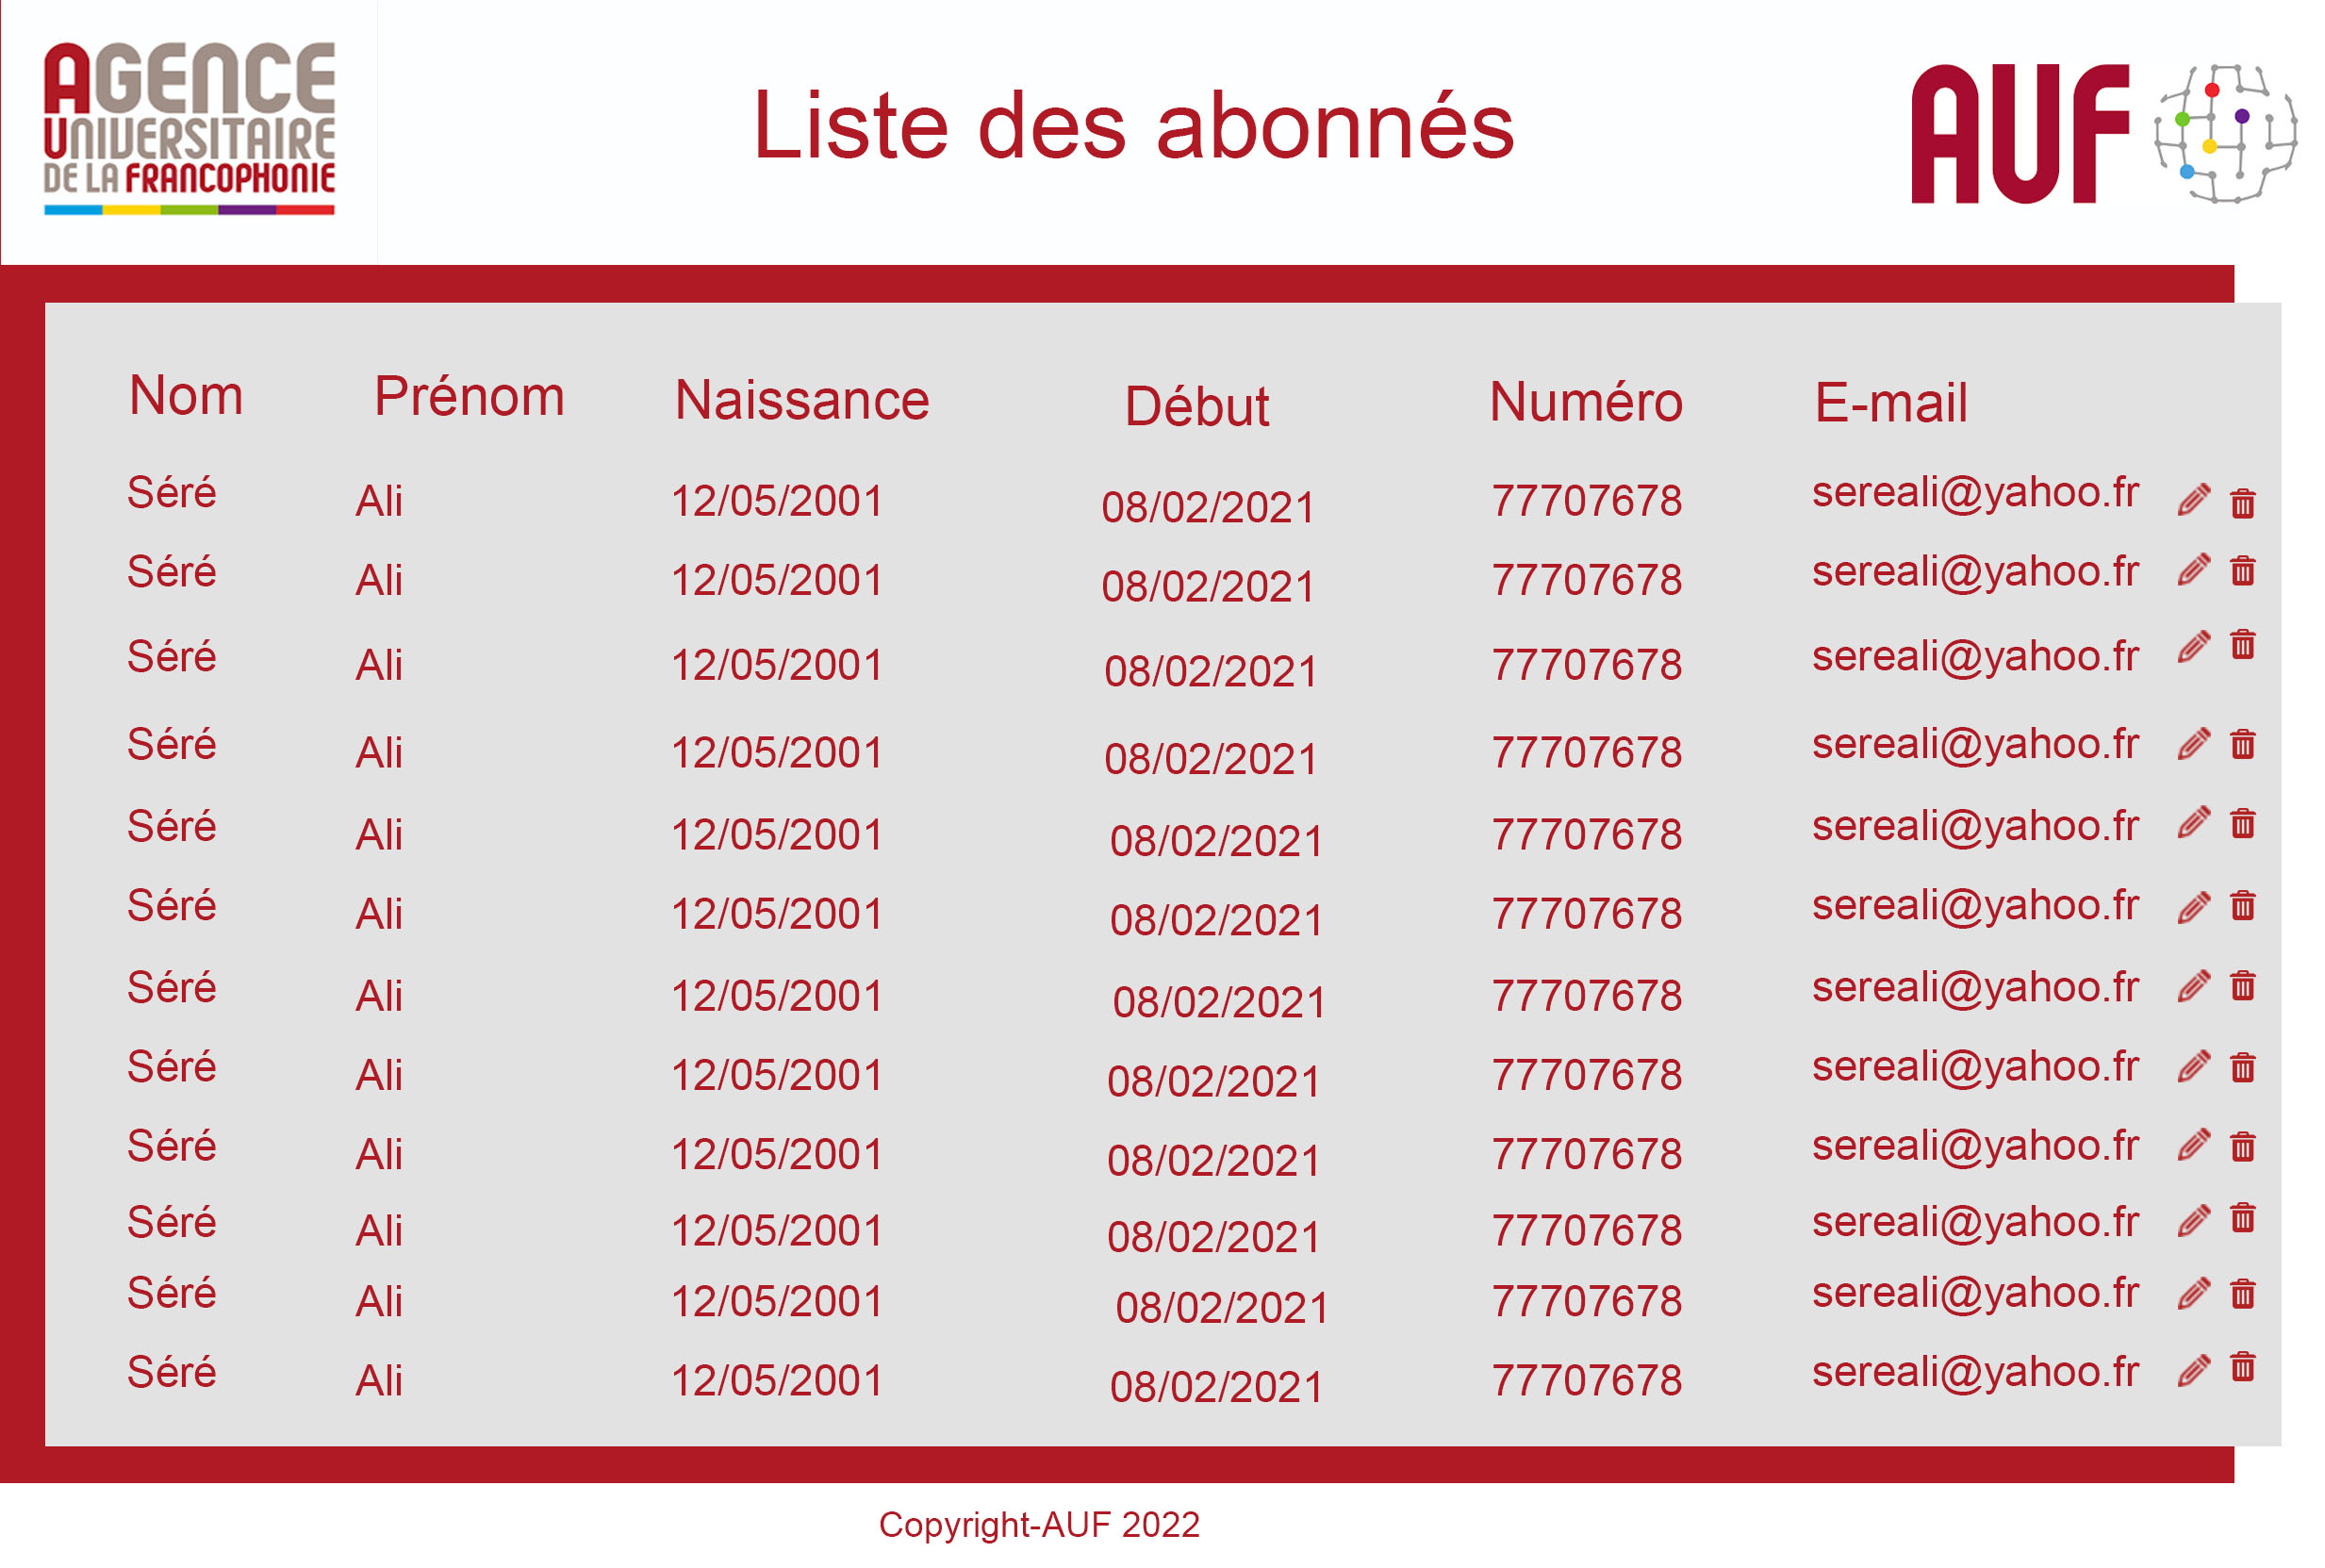 AGENCE
UNIVERSITAIRE
DE LA FRANCOPHONIE
Liste des abonnés
AUF
Nom Prénom Naissance Début Numéro E-mail
Séré Ali 12/05/2001 08/02/2021 77707678 sereali@yahoo.fr
Séré Ali 12/05/2001 08/02/2021 77707678 sereali@yahoo.fr
Séré Ali 12/05/2001 08/02/2021 77707678 sereali@yahoo.fr
Séré Ali 12/05/2001 08/02/2021 77707678 sereali@yahoo.fr
Séré Ali 12/05/2001 08/02/2021 77707678 sereali@yahoo.fr
Séré Ali 12/05/2001 08/02/2021 77707678 sereali@yahoo.fr
Séré Ali 12/05/2001 08/02/2021 77707678 sereali@yahoo.fr
Séré Ali 12/05/2001 08/02/2021 77707678 sereali@yahoo.fr
Séré Ali 12/05/2001 08/02/2021 77707678 sereali@yahoo.fr
Séré Ali 12/05/2001 08/02/2021 77707678 sereali@yahoo.fr
Séré Ali 12/05/2001 08/02/2021 77707678 sereali@yahoo.fr
Séré Ali 12/05/2001 08/02/2021 77707678 sereali@yahoo.fr
Copyright-AUF 2022